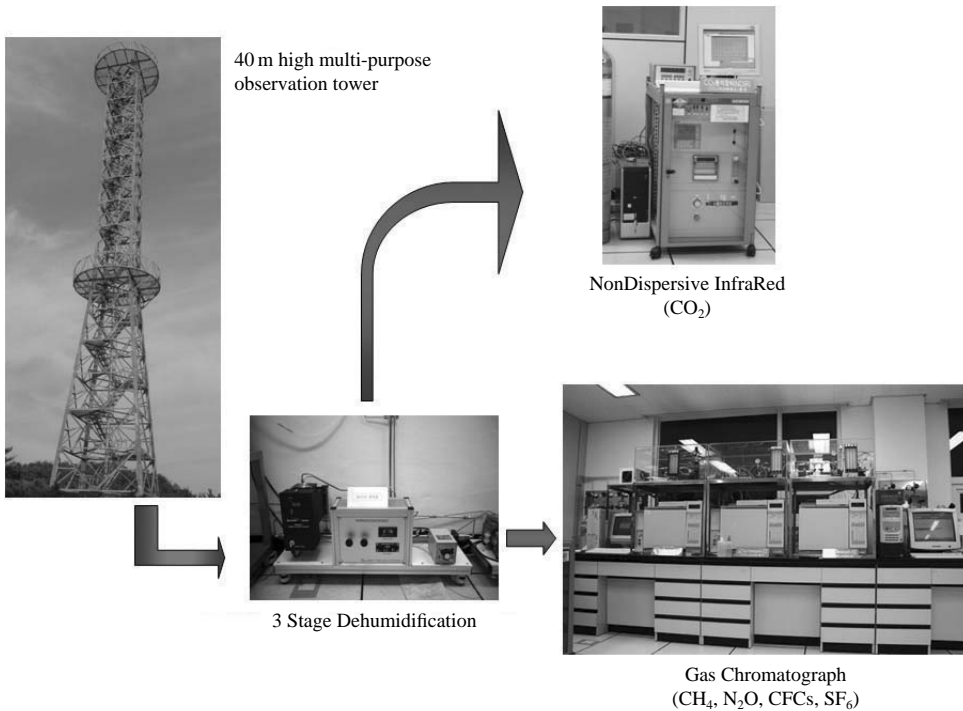 40 m high multi-purpose
observation tower
NonDispersive InfraRed
(CO₂)
3 Stage Dehumidification
Gas Chromatograph
(CH₄, N₂O, CFCs, SF₆)